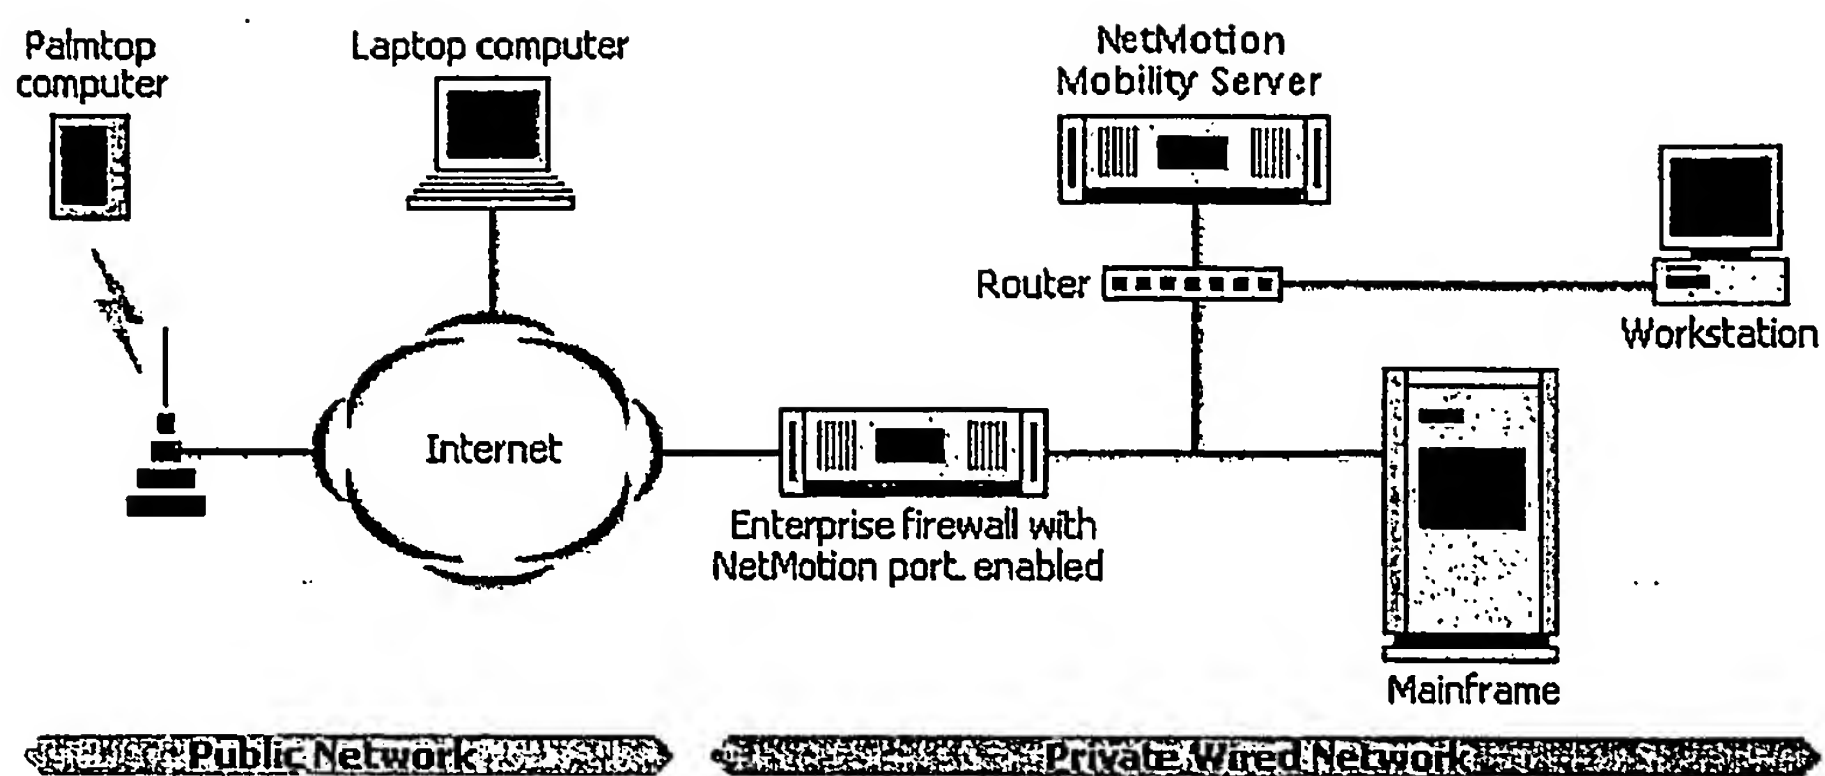 Palmtop
computer
Laptop computer
NetMotion
Mobility Server
Router
Workstation
Internet
Enterprise firewall with
NetMotion port enabled
Mainframe
Public Network
Private Wired Network